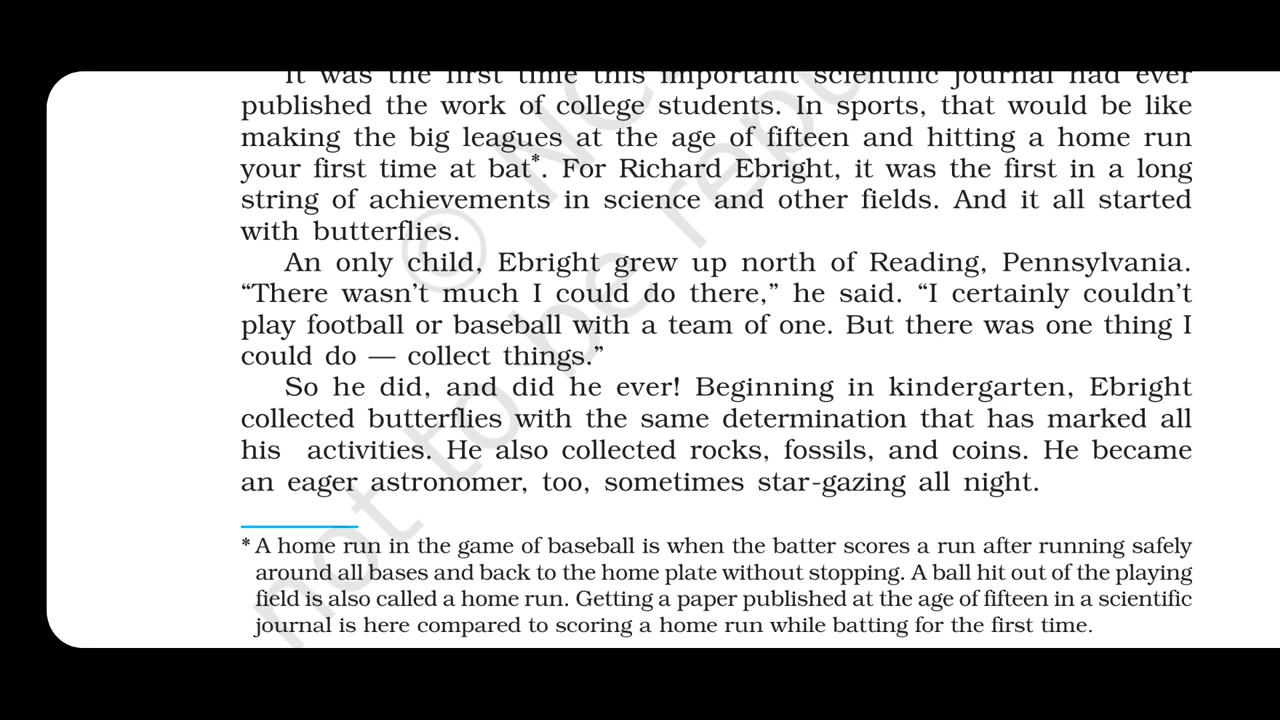 It was the first time this important scientific journal had ever
published the work of college students. In sports, that would be like
making the big leagues at the age of fifteen and hitting a home run
your first time at bat*. For Richard Ebright, it was the first in a long
string of achievements in science and other fields. And it all started
with butterflies.
An only child, Ebright grew up north of Reading, Pennsylvania.
“There wasn’t much I could do there,” he said. “I certainly couldn’t
play football or baseball with a team of one. But there was one thing I
could do — collect things.”
So he did, and did he ever! Beginning in kindergarten, Ebright
collected butterflies with the same determination that has marked all
his activities. He also collected rocks, fossils, and coins. He became
an eager astronomer, too, sometimes star-gazing all night.
* A home run in the game of baseball is when the batter scores a run after running safely
around all bases and back to the home plate without stopping. A ball hit out of the playing
field is also called a home run. Getting a paper published at the age of fifteen in a scientific
journal is here compared to scoring a home run while batting for the first time.
© NC
not to be repu